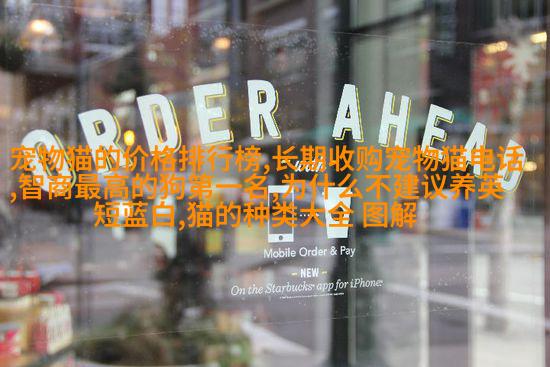 ORDER AHEAD
宠物猫的价格排行榜,长期收购宠物猫电话
,智商最高的狗第一名,为什么不建议养英
短蓝白,猫的种类大全 图解
with
Mobile Order & Pay
– NEW –
On the Starbucks® app for iPhone®